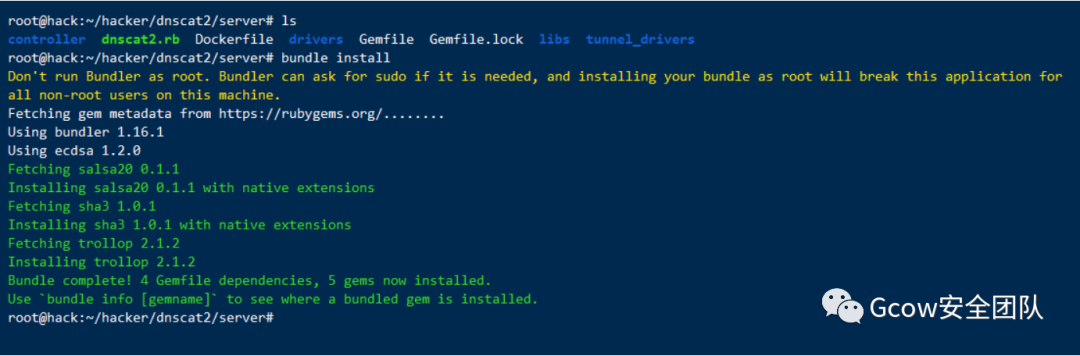 root@hack:~/hacker/dnscat2/server# ls
controller dnscat2.rb Dockerfile drivers Gemfile Gemfile.lock libs tunnel_drivers
root@hack:~/hacker/dnscat2/server# bundle install
Don't run Bundler as root. Bundler can ask for sudo if it is needed, and installing your bundle as root will break this application for
all non-root users on this machine.
Fetching gem metadata from https://rubygems.org/........
Using bundler 1.16.1
Using ecdsa 1.2.0
Fetching salsa20 0.1.1
Installing salsa20 0.1.1 with native extensions
Fetching sha3 1.0.1
Installing sha3 1.0.1 with native extensions
Fetching trollop 2.1.2
Installing trollop 2.1.2
Bundle complete! 4 Gemfile dependencies, 5 gems now installed.
Use `bundle info [gemname]` to see where a bundled gem is installed.
root@hack:~/hacker/dnscat2/server#
Gcow安全团队